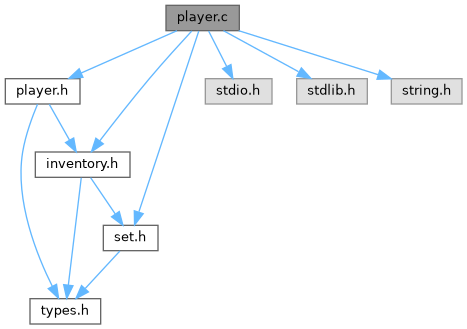 player.c
player.h
stdio.h
stdlib.h
string.h
inventory.h
set.h
types.h